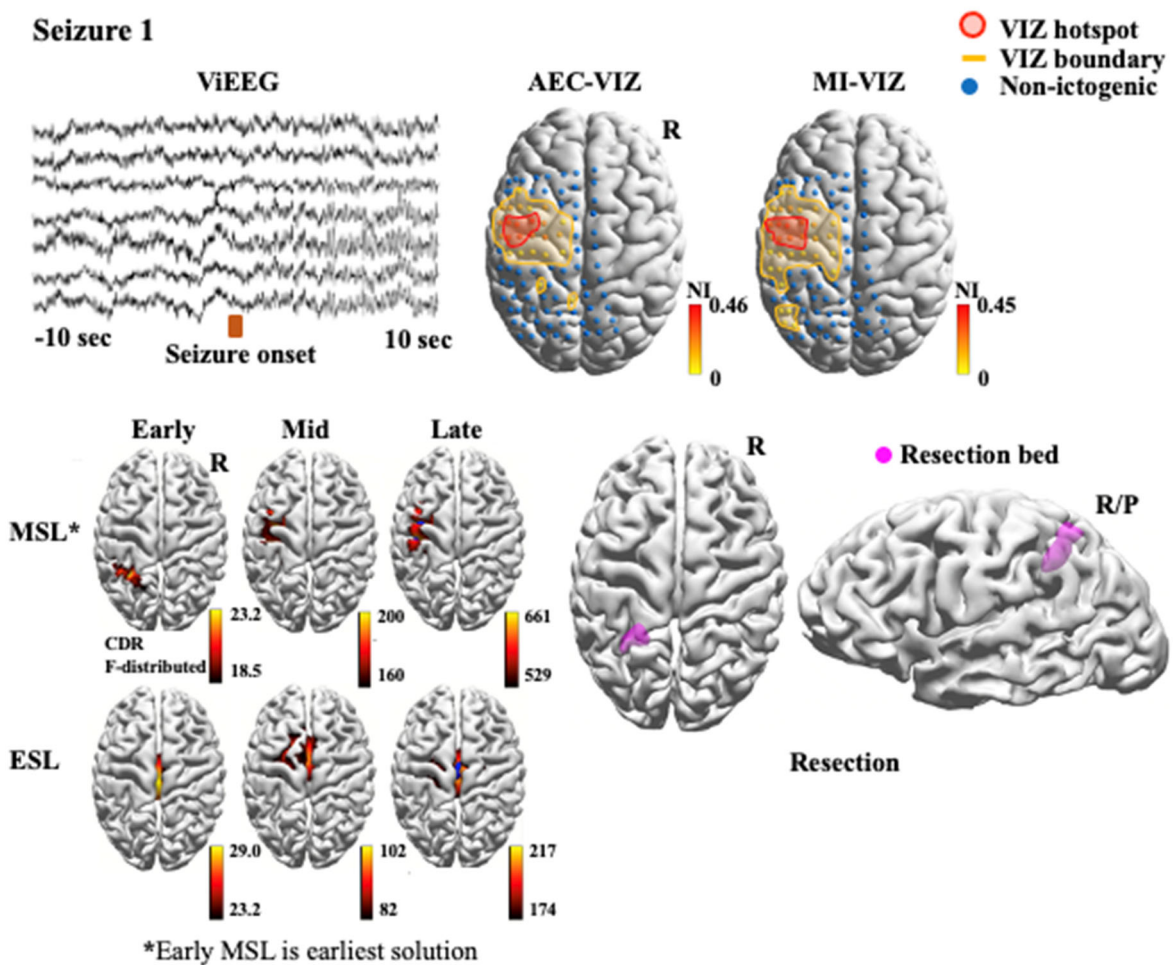 Seizure 1
VIZ hotspot
VIZ boundary
Non-ictogenic
ViEEG
AEC-VIZ
MI-VIZ
R
NI
0.46
0
NI
0.45
0
-10 sec
10 sec
Seizure onset
Early
Mid
Late
R
MSL*
CDR
F-distributed
23.2
18.5
200
160
661
529
ESL
29.0
23.2
102
82
217
174
*Early MSL is earliest solution
R
Resection bed
R/P
Resection